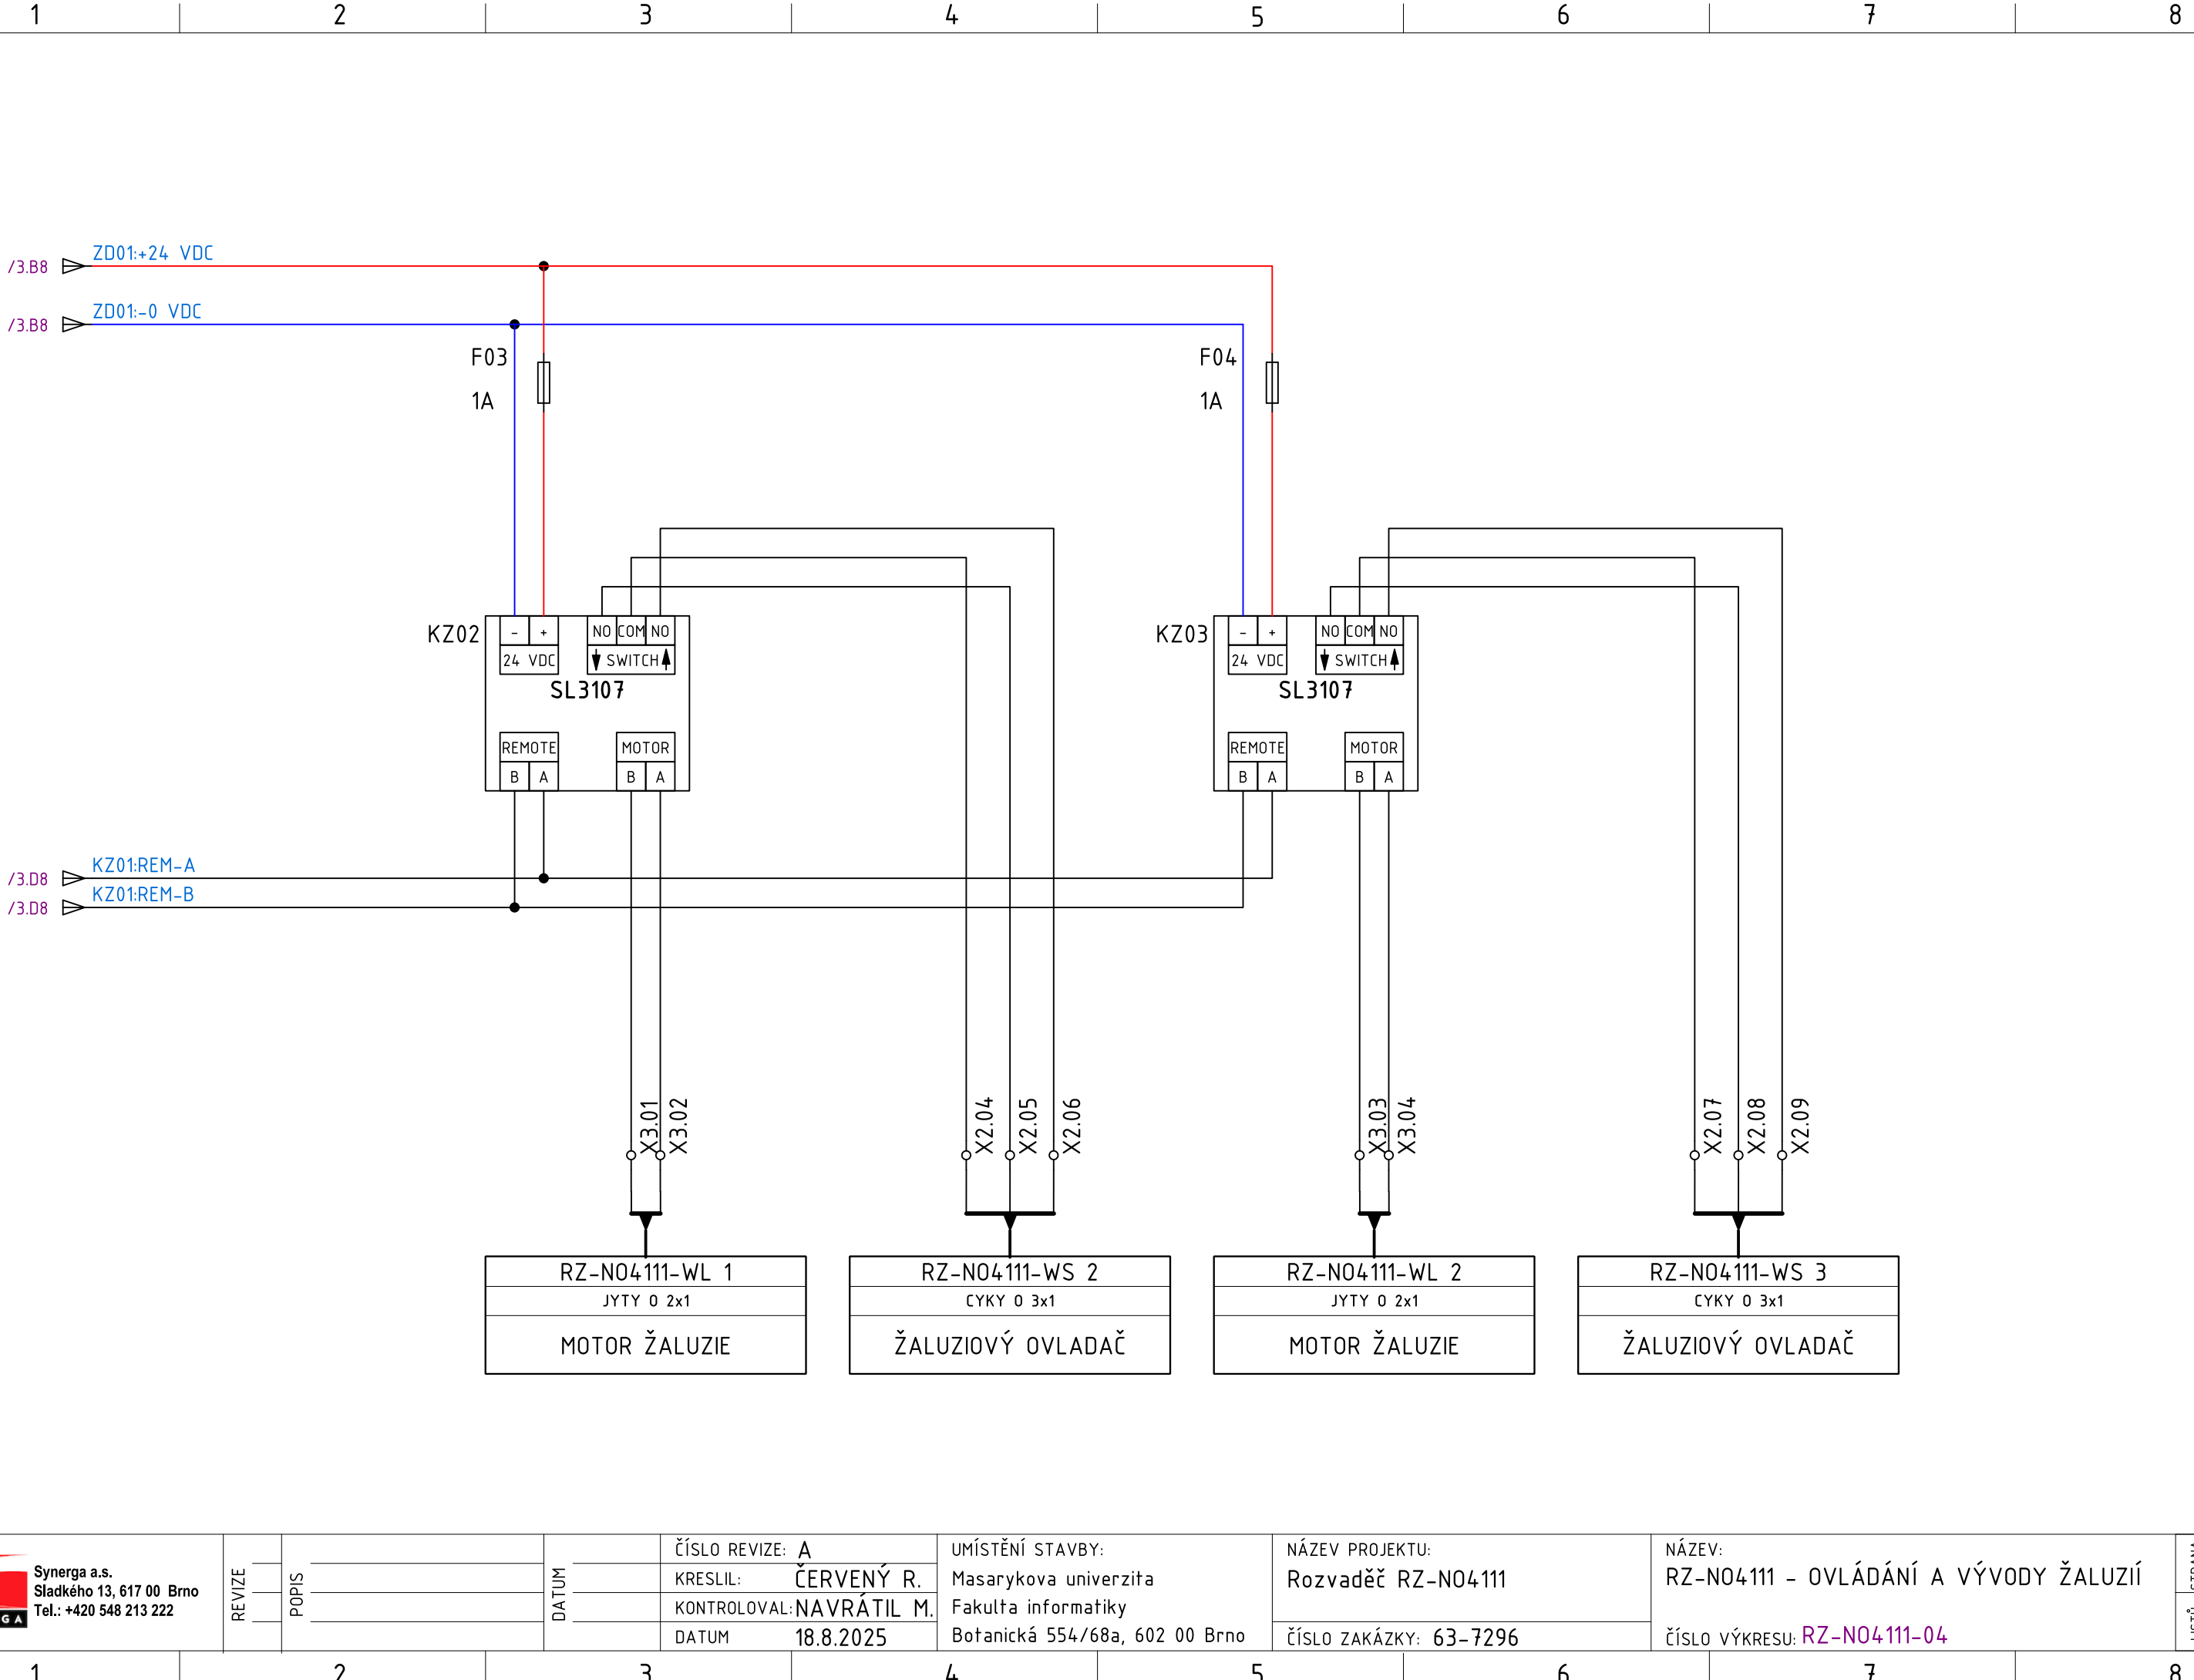 1 2 3 4 5 6 7 8
/3.B8 ZD01:+24 VDC
/3.B8 ZD01:-0 VDC
F03 F04
1A 1A
KZ02 - + NO COM NO KZ03 - + NO COM NO
24 VDC SWITCH 24 VDC SWITCH
SL3107 SL3107
REMOTE MOTOR REMOTE MOTOR
B A B A B A B A
/3.D8 KZ01:REM-A
/3.D8 KZ01:REM-B
X3.01 X3.02 X2.04 X2.05 X2.06 X3.03 X3.04 X2.07 X2.08 X2.09
RZ-NO4111-WL 1 RZ-NO4111-WS 2 RZ-NO4111-WL 2 RZ-NO4111-WS 3
JYTY O 2x1 CYKY O 3x1 JYTY O 2x1 CYKY O 3x1
MOTOR ŽALUZIE ŽALUZIOVÝ OVLADAČ MOTOR ŽALUZIE ŽALUZIOVÝ OVLADAČ
Synerga a.s.
Sladkého 13, 617 00 Brno
Tel.: +420 548 213 222
REVIZE
POPIS
DATUM
ČÍSLO REVIZE: A
KRESLIL: ČERVENÝ R.
KONTROLOVAL: NAVRÁTIL M.
DATUM 18.8.2025
UMÍSTĚNÍ STAVBY:
Masarykova univerzita
Fakulta informatiky
Botanická 554/68a, 602 00 Brno
NÁZEV PROJEKTU:
Rozvaděč RZ-NO4111
ČÍSLO ZAKÁZKY: 63-7296
NÁZEV:
RZ-NO4111 - OVLÁDÁNÍ A VÝVODY ŽALUZIÍ
ČÍSLO VÝKRESU: RZ-NO4111-04
1 2 3 4 5 6 7 8